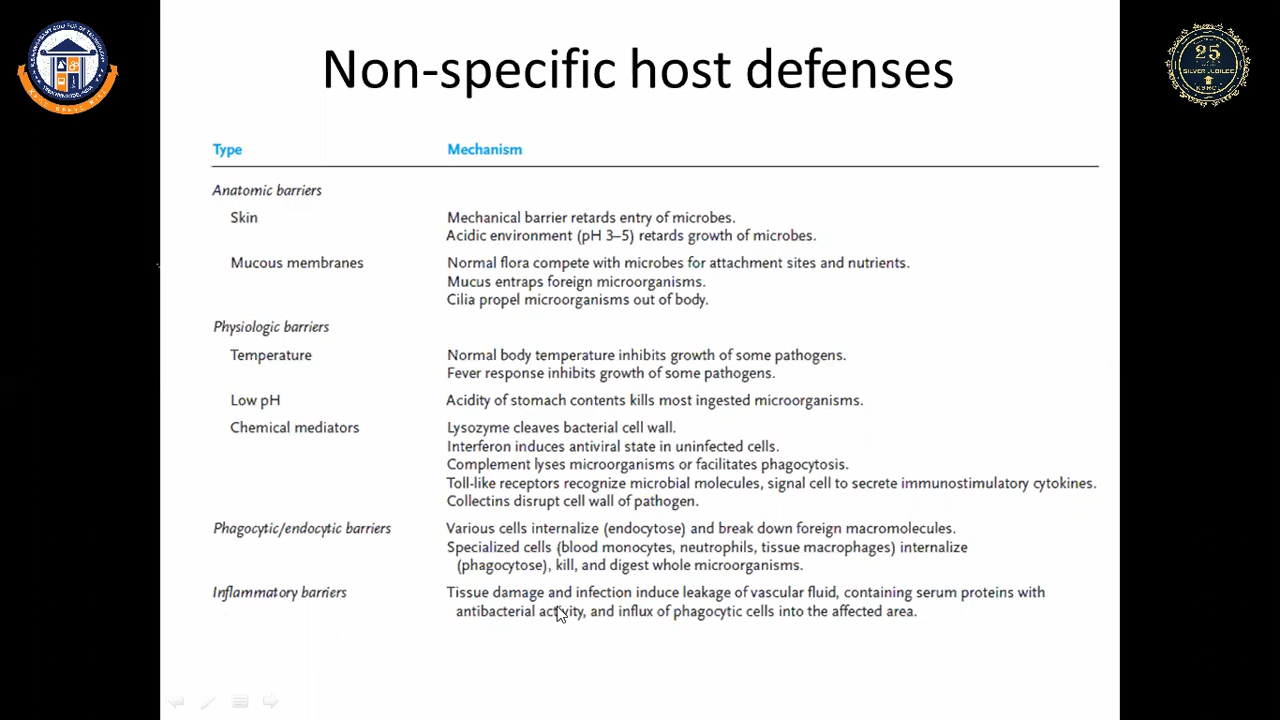 Non-specific host defenses
Type Mechanism
Anatomic barriers
Skin Mechanical barrier retards entry of microbes.
Acidic environment (pH 3–5) retards growth of microbes.
Mucous membranes Normal flora compete with microbes for attachment sites and nutrients.
Mucus entraps foreign microorganisms.
Cilia propel microorganisms out of body.
Physiologic barriers
Temperature Normal body temperature inhibits growth of some pathogens.
Fever response inhibits growth of some pathogens.
Low pH Acidity of stomach contents kills most ingested microorganisms.
Chemical mediators Lysozyme cleaves bacterial cell wall.
Interferon induces antiviral state in uninfected cells.
Complement lyses microorganisms or facilitates phagocytosis.
Toll-like receptors recognize microbial molecules, signal cell to secrete immunostimulatory cytokines.
Collectins disrupt cell wall of pathogen.
Phagocytic/endocytic barriers Various cells internalize (endocytose) and break down foreign macromolecules.
Specialized cells (blood monocytes, neutrophils, tissue macrophages) internalize
(phagocytose), kill, and digest whole microorganisms.
Inflammatory barriers Tissue damage and infection induce leakage of vascular fluid, containing serum proteins with
antibacterial activity, and influx of phagocytic cells into the affected area.
25
SILVER JUBILEE